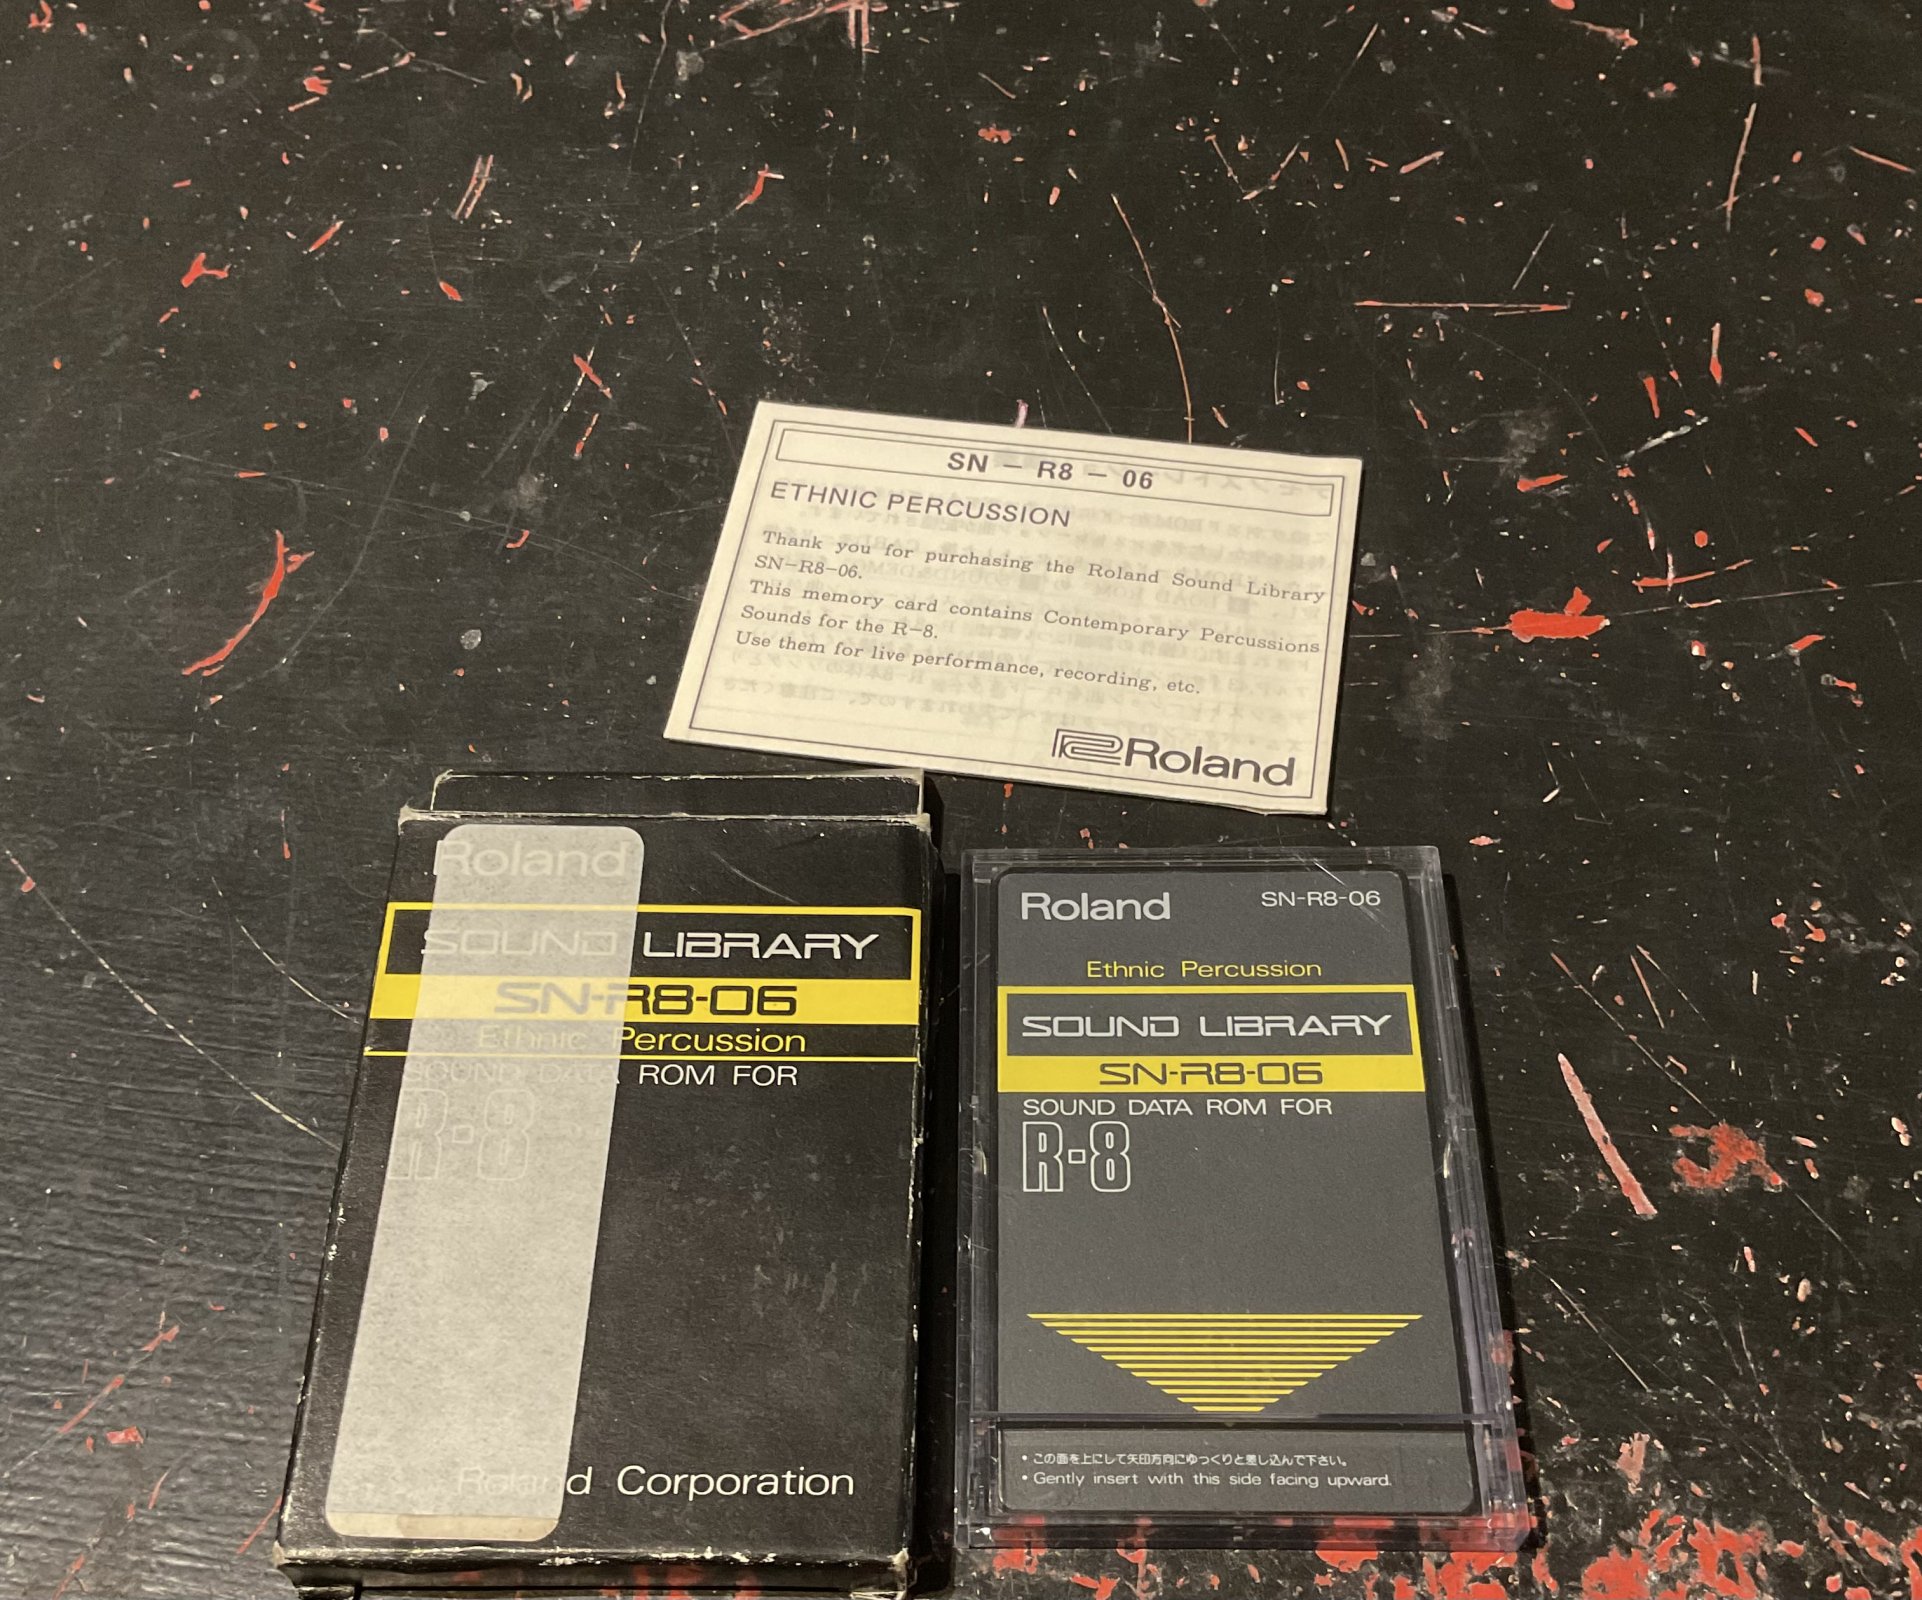 SN – R8 – 06
ETHNIC PERCUSSION
Thank you for purchasing the Roland Sound Library
SN–R8–06.
This memory card contains Contemporary Percussions
Sounds for the R–8.
Use them for live performance, recording, etc.
Roland
Roland
SOUND LIBRARY
SN-R8-06
Ethnic Percussion
SOUND DATA ROM FOR
R-8
Roland Corporation
Roland SN-R8-06
Ethnic Percussion
SOUND LIBRARY
SN-R8-06
SOUND DATA ROM FOR
R-8
• この面を上にして矢印方向にゆっくりと差し込んで下さい。
• Gently insert with this side facing upward.